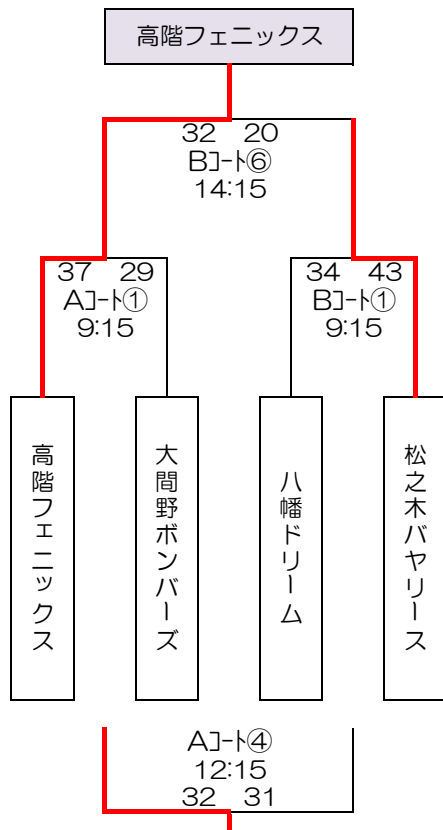 高階フェニックス
32 20
Bコート⑥
14:15
37 29
Aコート①
9:15
34 43
Bコート①
9:15
高階フェニックス
大間野ボンバーズ
八幡ドリーム
松之木バヤリース
Aコート④
12:15
32 31